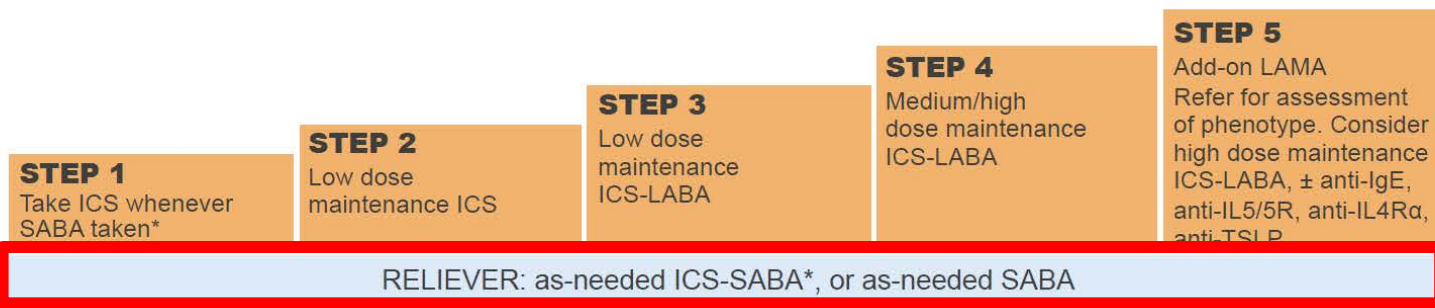 STEP 1
Take ICS whenever
SABA taken*
STEP 2
Low dose
maintenance ICS
STEP 3
Low dose
maintenance
ICS-LABA
STEP 4
Medium/high
dose maintenance
ICS-LABA
STEP 5
Add-on LAMA
Refer for assessment
of phenotype. Consider
high dose maintenance
ICS-LABA, ± anti-IgE,
anti-IL5/5R, anti-IL4Rα,
anti-TSLP
RELIEVER: as-needed ICS-SABA*, or as-needed SABA